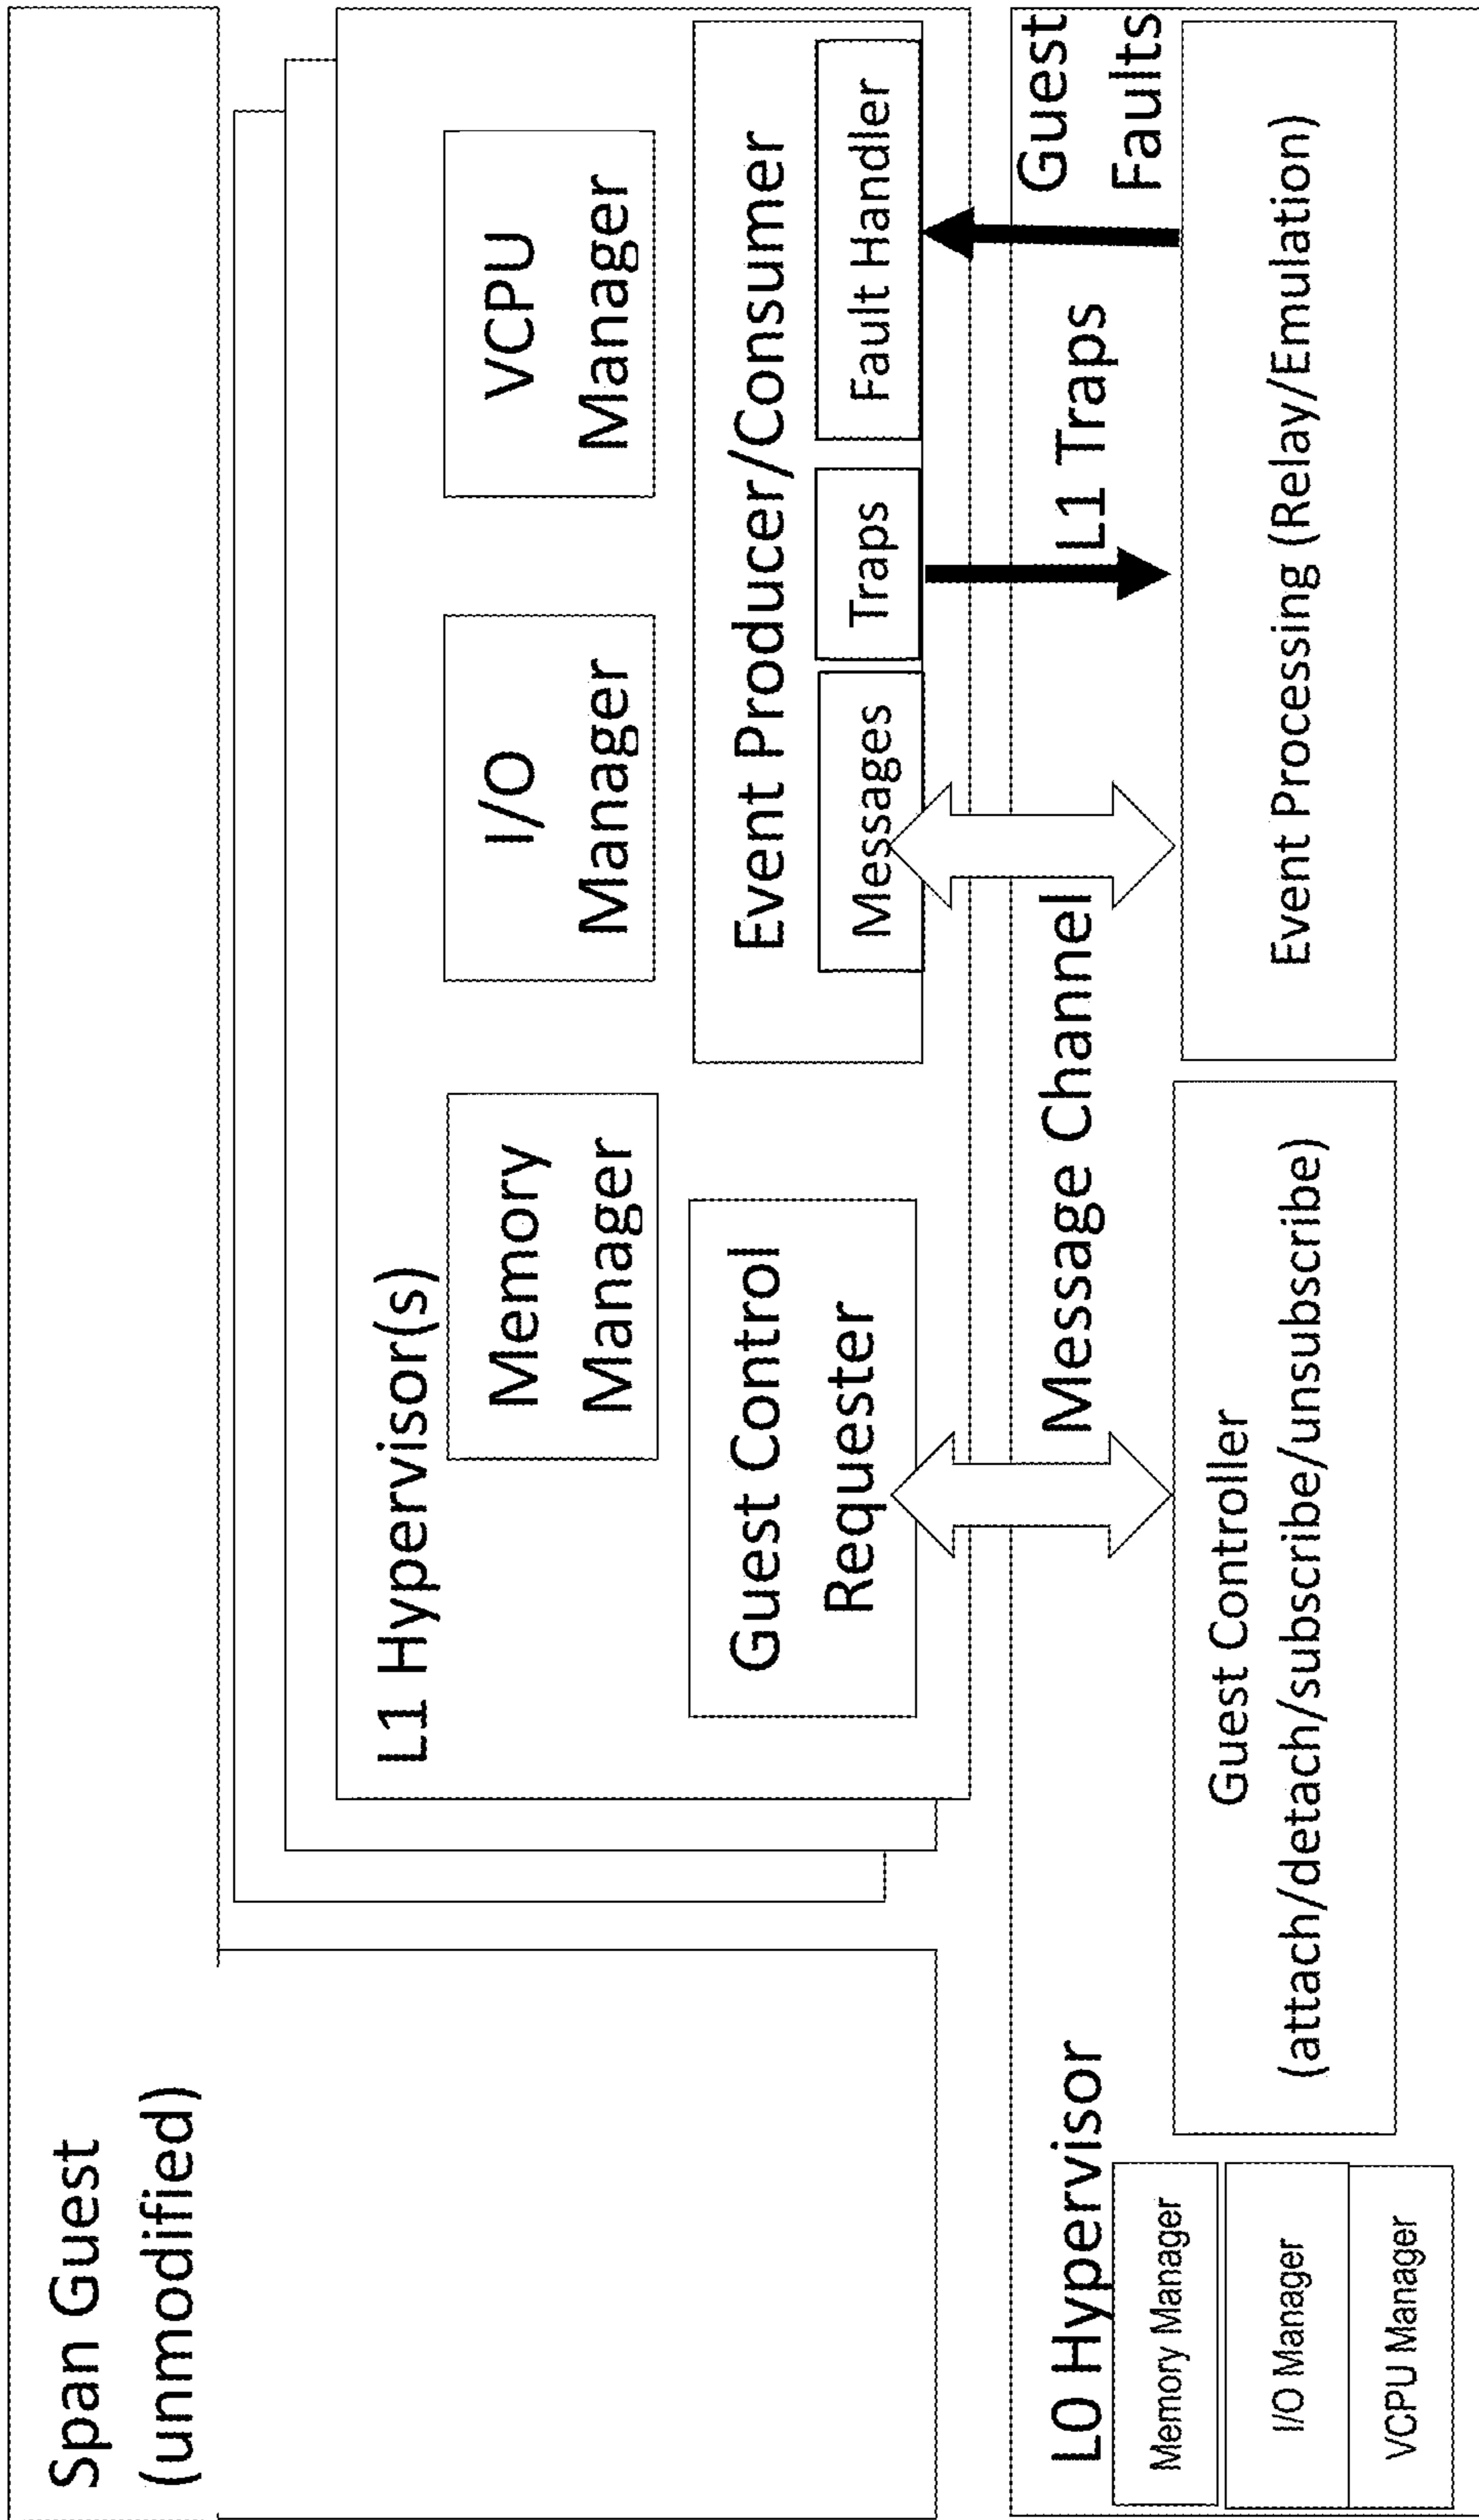 Span Guest
(unmodified)
L1 Hypervisor(s)
Memory
Manager
I/O
Manager
VCPU
Manager
Guest Control
Requester
Event Producer/Consumer
Messages
Traps
Fault Handler
Message Channel
L1 Traps
Guest
Faults
L0 Hypervisor
Memory Manager
I/O Manager
VCPU Manager
Guest Controller
(attach/detach/subscribe/unsubscribe)
Event Processing (Relay/Emulation)